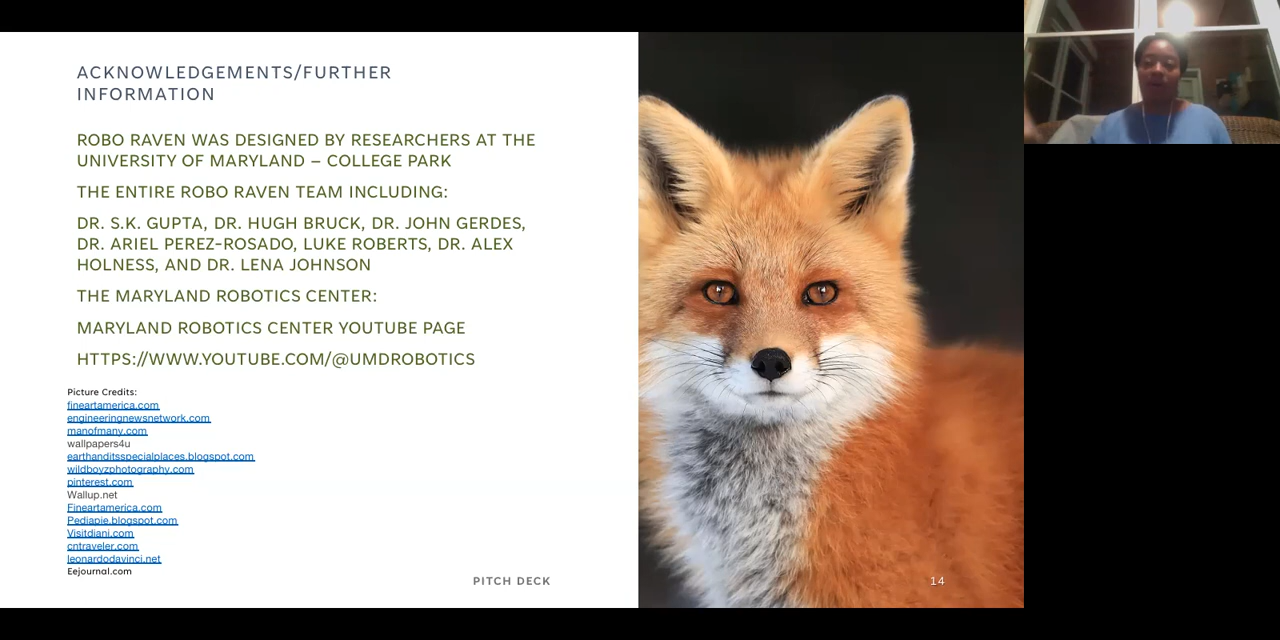 ACKNOWLEDGEMENTS/FURTHER
INFORMATION
ROBO RAVEN WAS DESIGNED BY RESEARCHERS AT THE
UNIVERSITY OF MARYLAND – COLLEGE PARK
THE ENTIRE ROBO RAVEN TEAM INCLUDING:
DR. S.K. GUPTA, DR. HUGH BRUCK, DR. JOHN GERDES,
DR. ARIEL PEREZ-ROSADO, LUKE ROBERTS, DR. ALEX
HOLNESS, AND DR. LENA JOHNSON
THE MARYLAND ROBOTICS CENTER:
MARYLAND ROBOTICS CENTER YOUTUBE PAGE
HTTPS://WWW.YOUTUBE.COM/@UMDROBOTICS
Picture Credits:
fineartamerica.com
engineeringnewsnetwork.com
manofmany.com
wallpapers4u
earthanditsspecialplaces.blogspot.com
wildboyzphotography.com
pinterest.com
Wallup.net
Fineartamerica.com
Pediapie.blogspot.com
Visitdiani.com
cntraveler.com
leonardodavinci.net
Eejournal.com
PITCH DECK
14